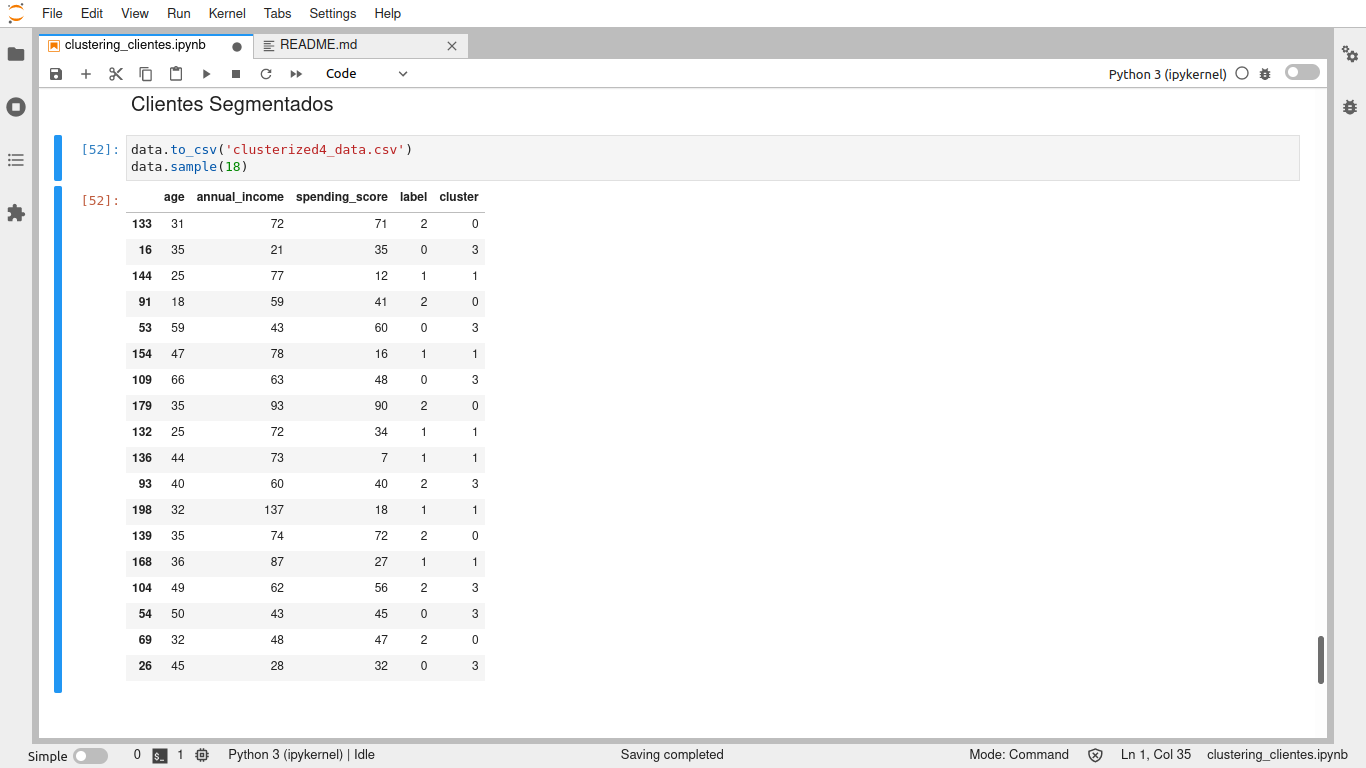 File Edit View Run Kernel Tabs Settings Help
clustering_clientes.ipynb README.md
Code Python 3 (ipykernel)
Clientes Segmentados
[52]: data.to_csv('clusterized4_data.csv')
data.sample(18)
[52]: age annual_income spending_score label cluster
133 31 72 71 2 0
16 35 21 35 0 3
144 25 77 12 1 1
91 18 59 41 2 0
53 59 43 60 0 3
154 47 78 16 1 1
109 66 63 48 0 3
179 35 93 90 2 0
132 25 72 34 1 1
136 44 73 7 1 1
93 40 60 40 2 3
198 32 137 18 1 1
139 35 74 72 2 0
168 36 87 27 1 1
104 49 62 56 2 3
54 50 43 45 0 3
69 32 48 47 2 0
26 45 28 32 0 3
Simple 0 $_ 1 Python 3 (ipykernel) | Idle Saving completed Mode: Command Ln 1, Col 35 clustering_clientes.ipynb